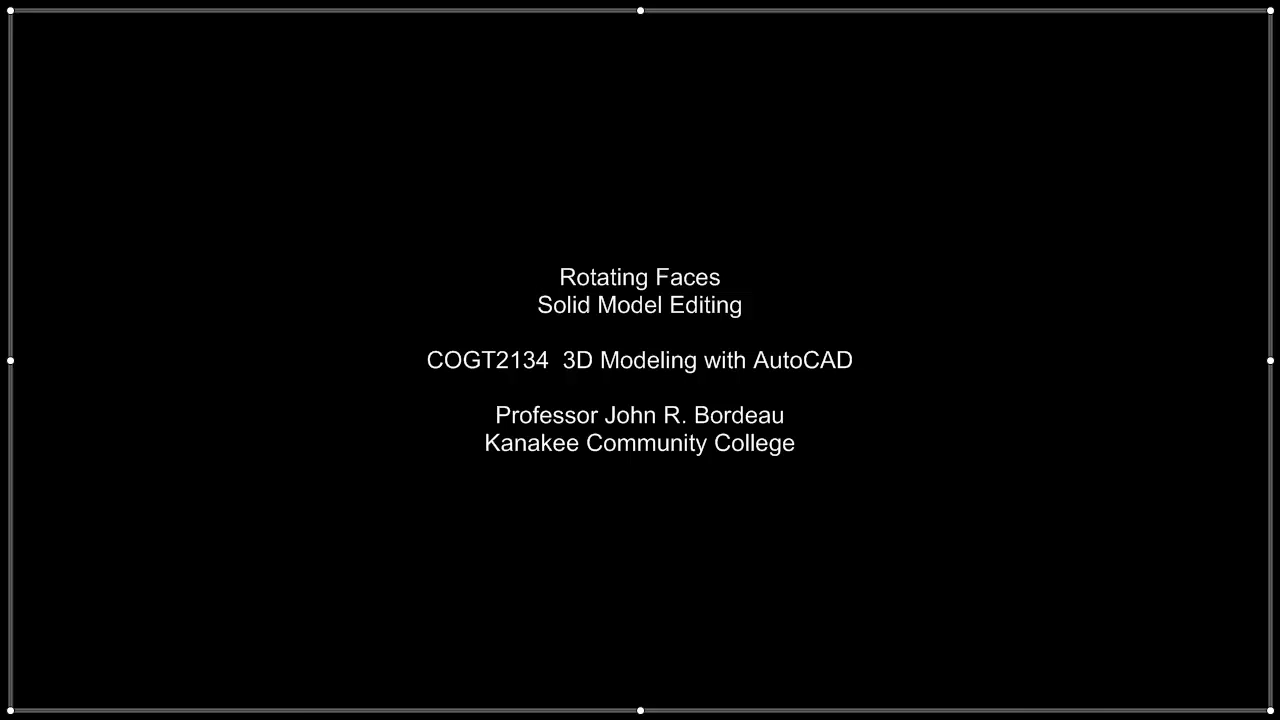 Rotating Faces
Solid Model Editing
COGT2134  3D Modeling with AutoCAD
Professor John R. Bordeau
Kanakee Community College